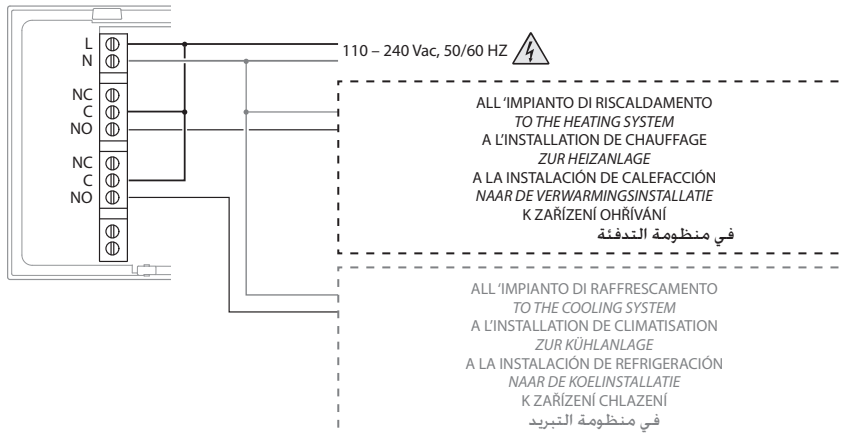 L
N
NC
C
NO
NC
C
NO
110 – 240 Vac, 50/60 HZ
ALL ‘IMPIANTO DI RISCALDAMENTO
TO THE HEATING SYSTEM
A L’INSTALLATION DE CHAUFFAGE
ZUR HEIZANLAGE
A LA INSTALACIÓN DE CALEFACCIÓN
NAAR DE VERWARMINGSINSTALLATIE
K ZAŘÍZENÍ OHŘÍVÁNÍ
في منظومة التدفئة
ALL ‘IMPIANTO DI RAFFRESCAMENTO
TO THE COOLING SYSTEM
A L’INSTALLATION DE CLIMATISATION
ZUR KÜHLANLAGE
A LA INSTALACIÓN DE REFRIGERACIÓN
NAAR DE KOELINSTALLATIE
K ZAŘÍZENÍ CHLAZENÍ
في منظومة التبريد